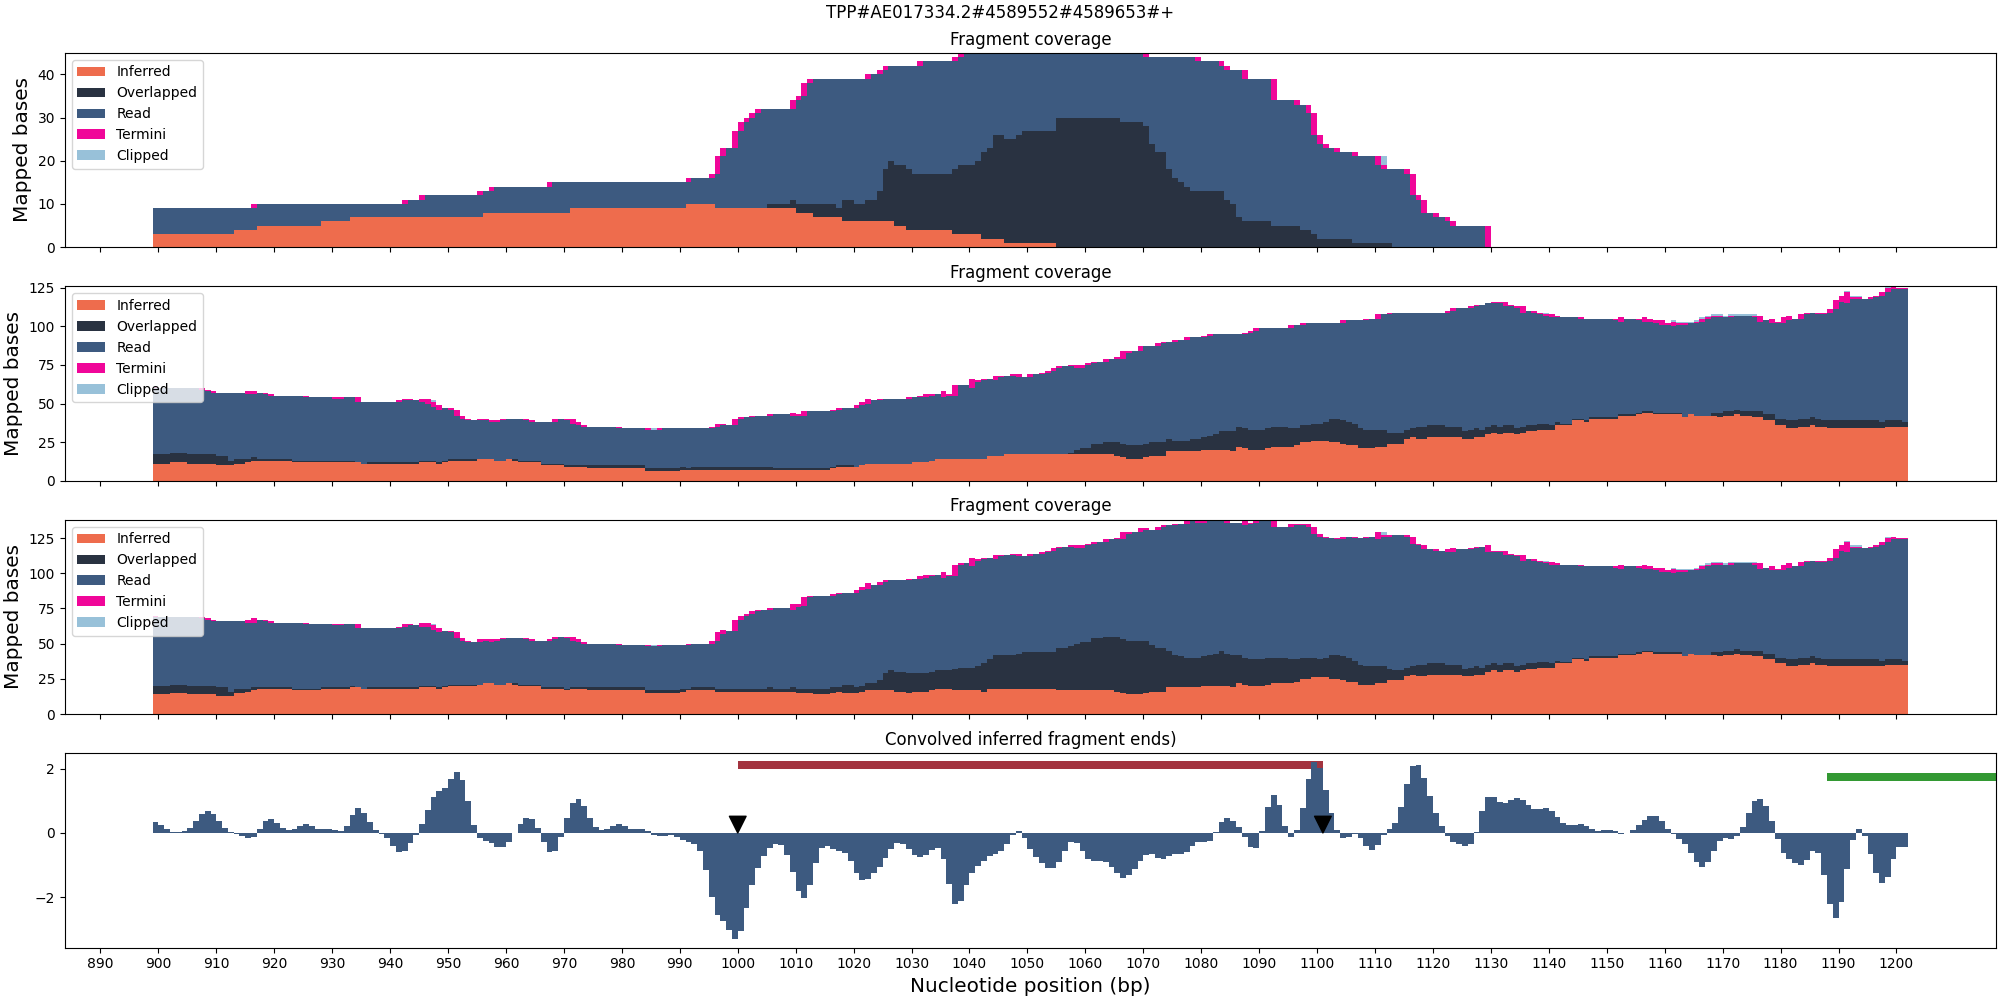 TPP#AE017334.2#4589552#4589653#+
Fragment coverage
Mapped bases
40
30
20
10
0
Inferred
Overlapped
Read
Termini
Clipped
Fragment coverage
Mapped bases
125
100
75
50
25
0
Inferred
Overlapped
Read
Termini
Clipped
Fragment coverage
Mapped bases
125
100
75
50
25
0
Inferred
Overlapped
Read
Termini
Clipped
Convolved inferred fragment ends)
2
0
−2
890 900 910 920 930 940 950 960 970 980 990 1000 1010 1020 1030 1040 1050 1060 1070 1080 1090 1100 1110 1120 1130 1140 1150 1160 1170 1180 1190 1200
Nucleotide position (bp)